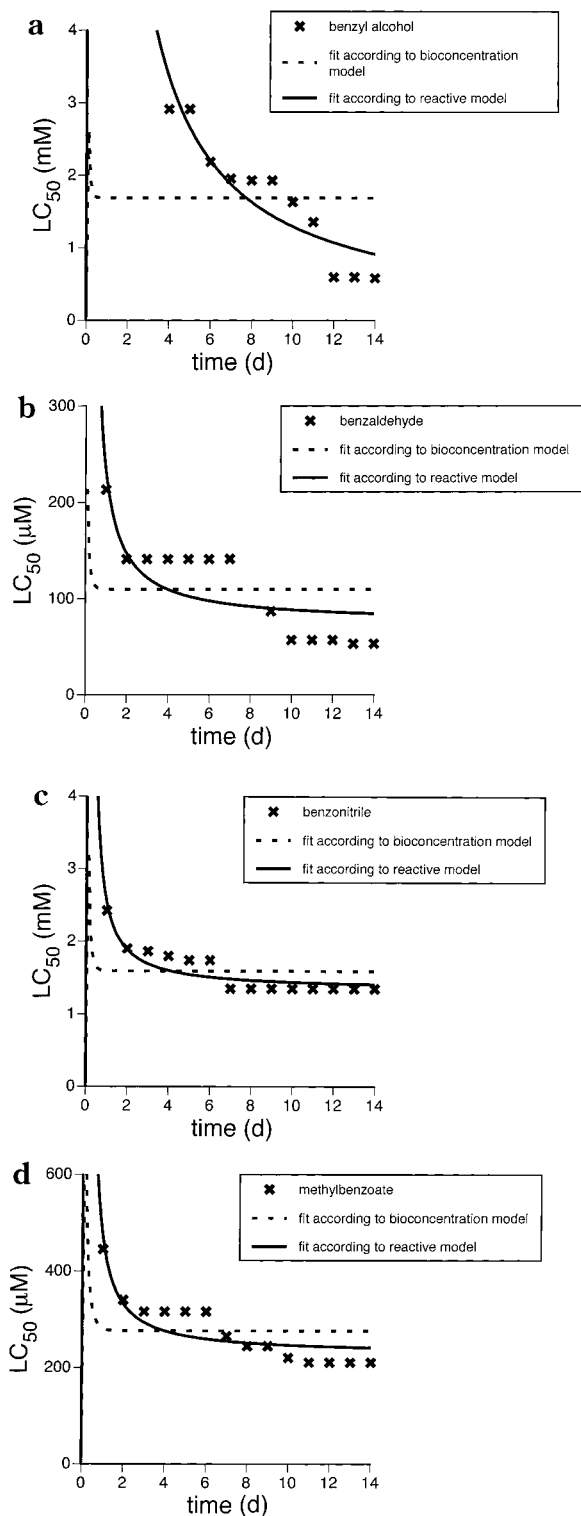 a
benzyl alcohol
fit according to bioconcentration
model
fit according to reactive model
LC50 (mM)
4
3
2
1
0
0 2 4 6 8 10 12 14
time (d)
b
benzaldehyde
fit according to bioconcentration model
fit according to reactive model
LC50 (µM)
300
200
100
0
0 2 4 6 8 10 12 14
time (d)
c
benzonitrile
fit according to bioconcentration model
fit according to reactive model
LC50 (mM)
4
3
2
1
0
0 2 4 6 8 10 12 14
time (d)
d
methylbenzoate
fit according to bioconcentration model
fit according to reactive model
LC50 (µM)
600
400
200
0
0 2 4 6 8 10 12 14
time (d)